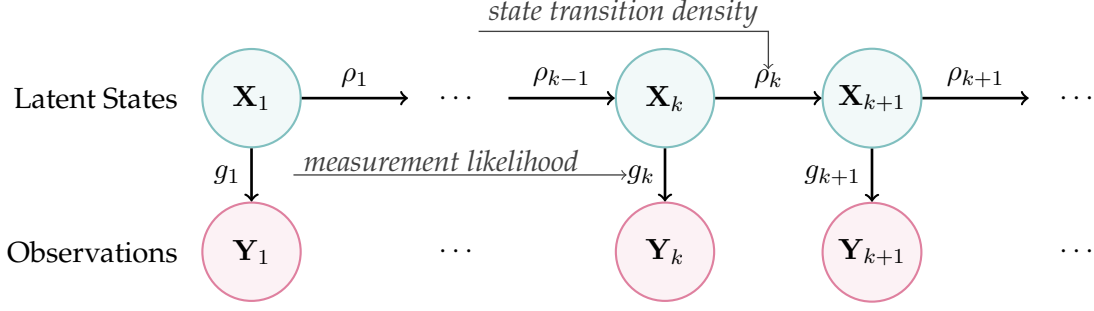 state transition density
Latent States X₁ ρ₁ ··· ρₖ₋₁ Xₖ ρₖ Xₖ₊₁ ρₖ₊₁ ···
g₁ measurement likelihood gₖ gₖ₊₁
Observations Y₁ ··· Yₖ Yₖ₊₁ ···